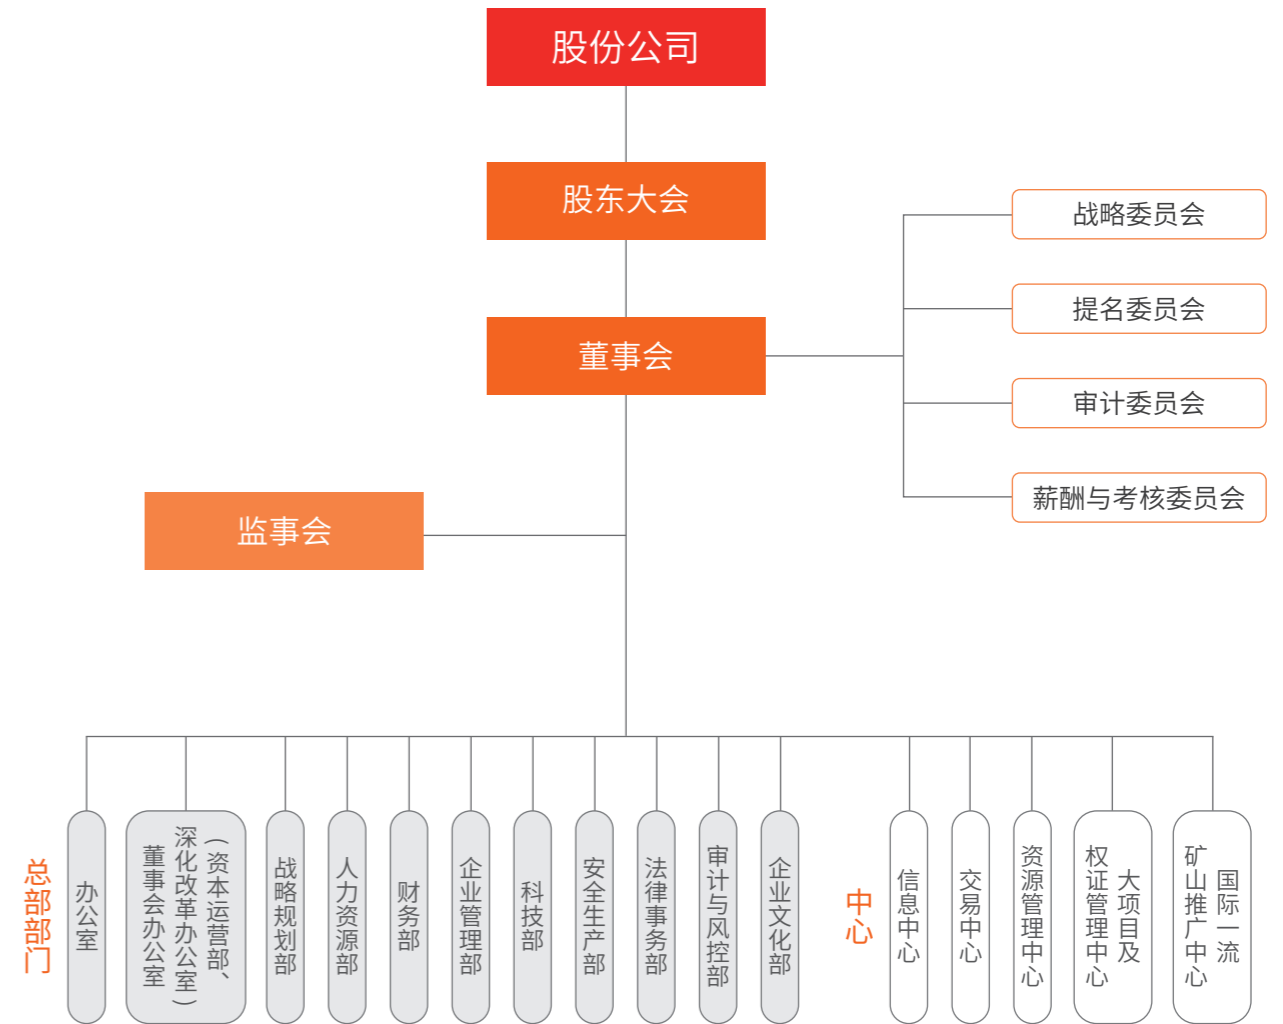 股份公司
股东大会
董事会
战略委员会
提名委员会
审计委员会
薪酬与考核委员会
监事会
总部部门
办公室
董事会办公室
（资本运营部、
深化改革办公室）
战略规划部
人力资源部
财务部
企业管理部
科技部
安全生产部
法律事务部
审计与风控部
企业文化部
中心
信息中心
交易中心
资源管理中心
大项目及
权证管理中心
国际一流
矿山推广中心